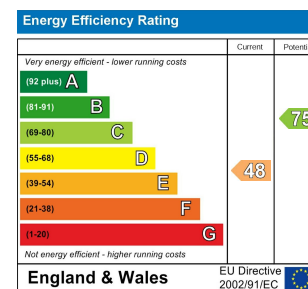 Energy Efficiency Rating
Current Potenti
Very energy efficient - lower running costs
(92 plus) A
(81-91) B
(69-80) C
(55-68) D
(39-54) E
(21-38) F
(1-20) G
48
75
Not energy efficient - higher running costs
England & Wales
EU Directive
2002/91/EC